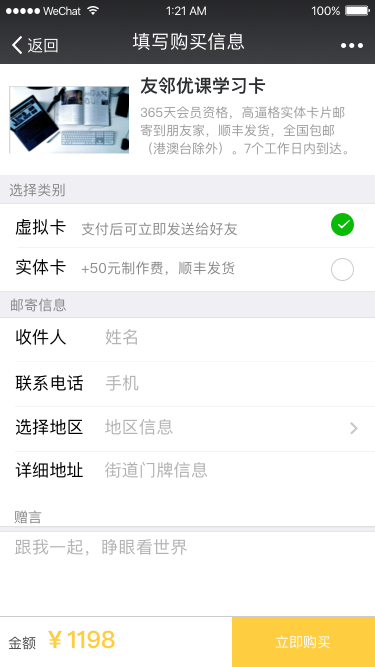 WeChat 1:21 AM 100%
返回 填写购买信息
友邻优课学习卡
365天会员资格，高逼格实体卡片邮
寄到朋友家，顺丰发货，全国包邮
（港澳台除外）。7个工作日内到达。
选择类别
虚拟卡 支付后可立即发送给好友
实体卡 +50元制作费，顺丰发货
邮寄信息
收件人 姓名
联系电话 手机
选择地区 地区信息
详细地址 街道门牌信息
赠言
跟我一起，睁眼看世界
金额 ¥ 1198 立即购买